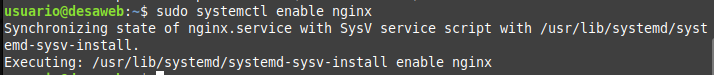 usuario@desaweb:~$ sudo systemctl enable nginx
Synchronizing state of nginx.service with SysV service script with /usr/lib/systemd/syst
emd-sysv-install.
Executing: /usr/lib/systemd/systemd-sysv-install enable nginx